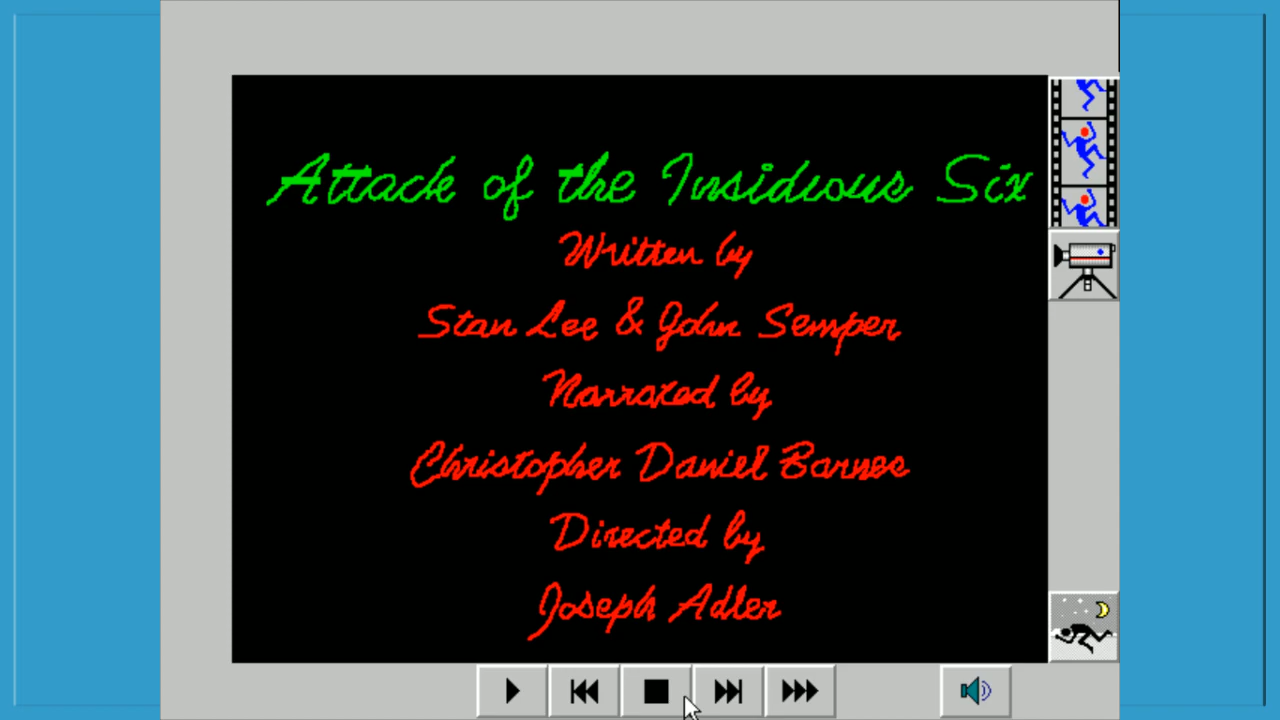 Attack of the Insidious Six
Written by
Stan Lee & John Semper
Narrated by
Christopher Daniel Barnes
Directed by
Joseph Adler